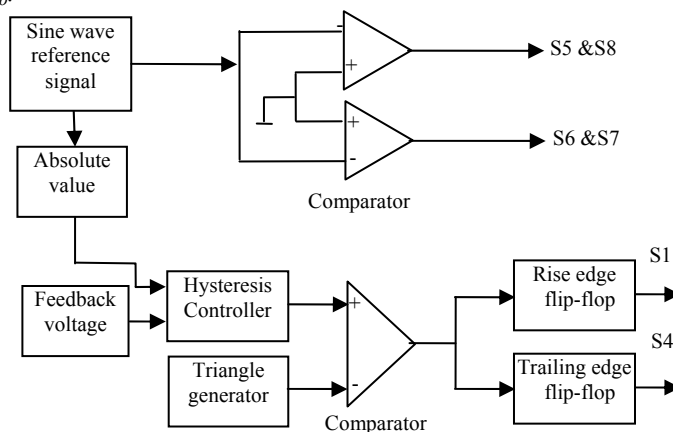 b.
Sine wave
reference
signal
-
+
S5 &S8
+
-
S6 &S7
Comparator
Absolute
value
Feedback
voltage
Hysteresis
Controller
Triangle
generator
+
-
Comparator
Rise edge
flip-flop
S1
Trailing edge
flip-flop
S4